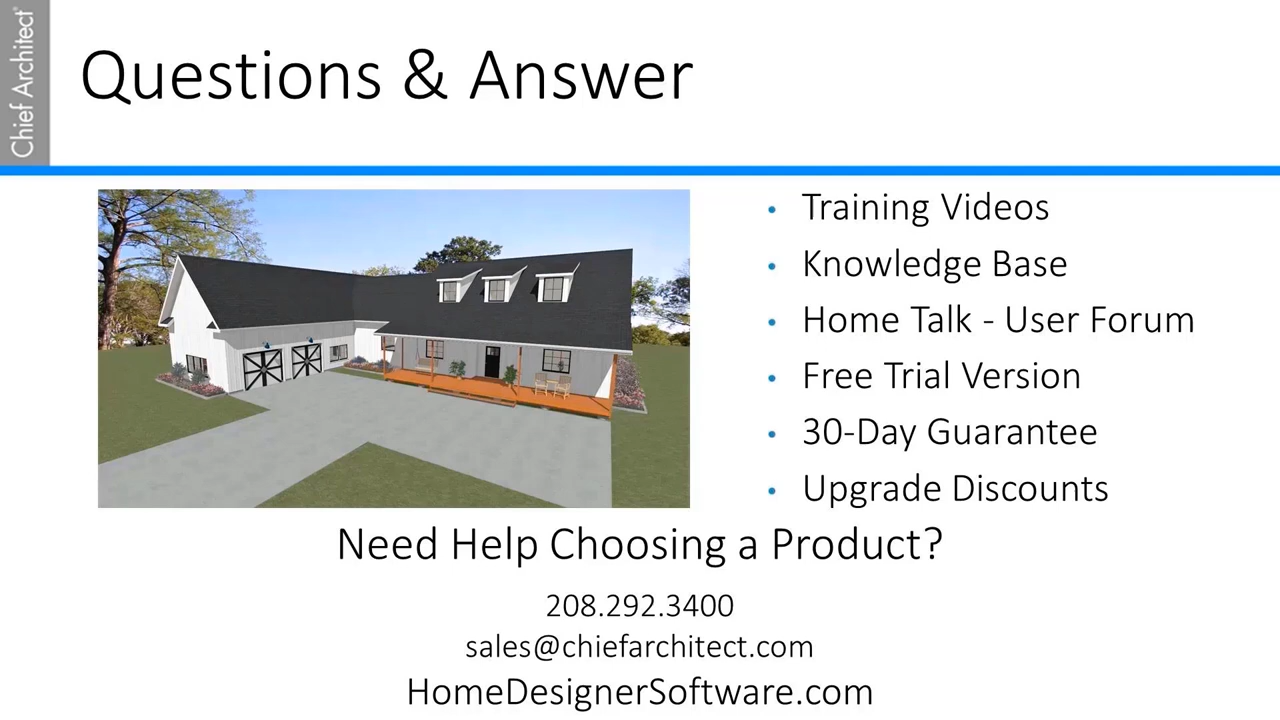 Chief Architect®
Questions & Answer
• Training Videos
• Knowledge Base
• Home Talk - User Forum
• Free Trial Version
• 30-Day Guarantee
• Upgrade Discounts
Need Help Choosing a Product?
208.292.3400
sales@chiefarchitect.com
HomeDesignerSoftware.com